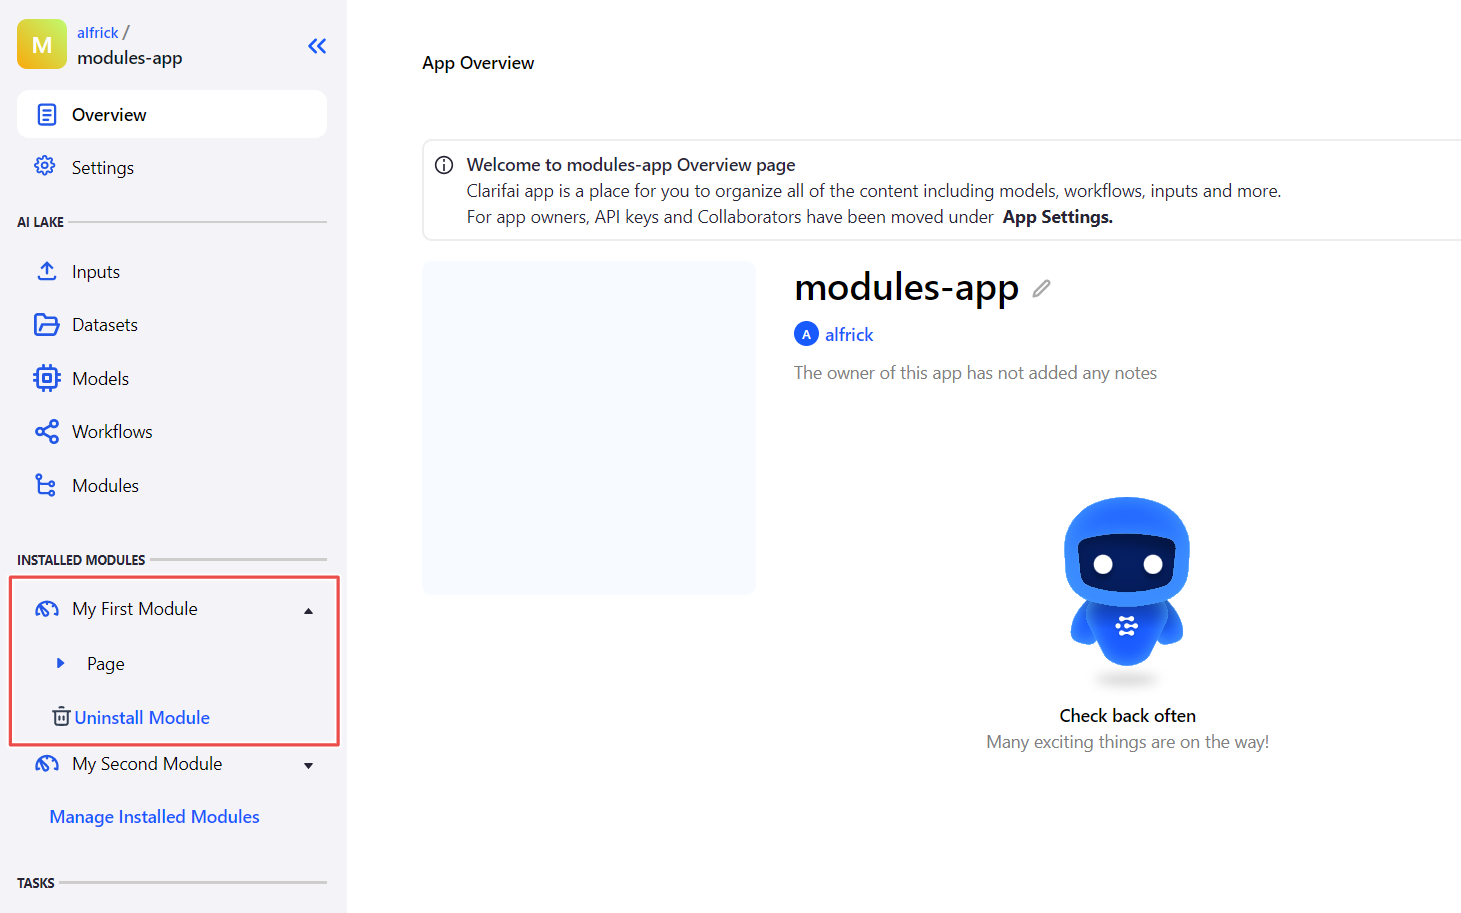 M
alfrick /
modules-app
Overview
Settings
AI LAKE
Inputs
Datasets
Models
Workflows
Modules
INSTALLED MODULES
My First Module
Page
Uninstall Module
My Second Module
Manage Installed Modules
TASKS
App Overview
Welcome to modules-app Overview page
Clarifai app is a place for you to organize all of the content including models, workflows, inputs and more.
For app owners, API keys and Collaborators have been moved under App Settings.
modules-app
A alfrick
The owner of this app has not added any notes
Check back often
Many exciting things are on the way!